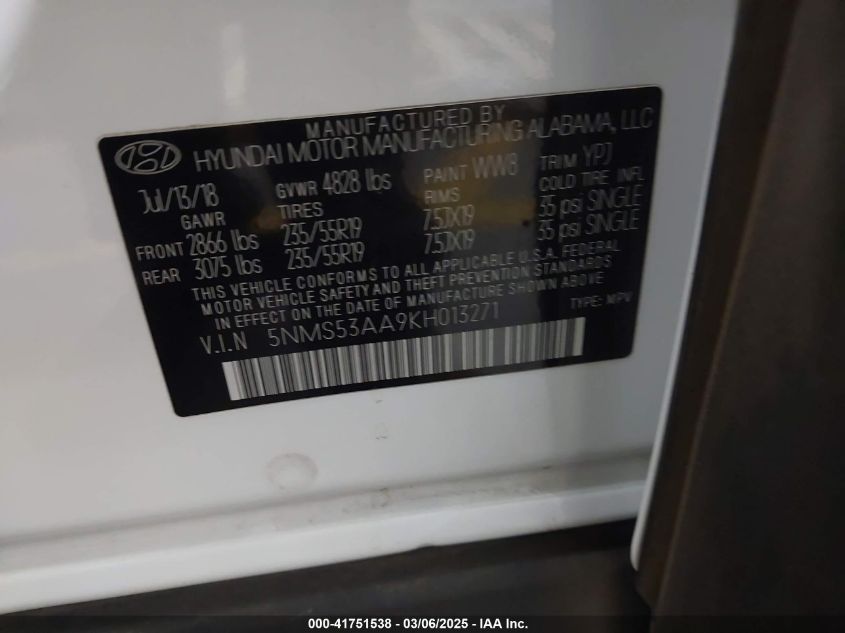 MANUFACTURED BY
HYUNDAI MOTOR MANUFACTURING ALABAMA, LLC
Jul/13/18 GVWR 4828 lbs PAINT WW8 TRIM YPJ
GAWR TIRES RIMS COLD TIRE INFL
FRONT 2866 lbs 235/55R19 7.5JX19 35 psi SINGLE
REAR 3075 lbs 235/55R19 7.5JX19 35 psi SINGLE
THIS VEHICLE CONFORMS TO ALL APPLICABLE U.S.A. FEDERAL
MOTOR VEHICLE SAFETY AND THEFT PREVENTION STANDARDS
IN EFFECT ON THE DATE OF MANUFACTURE SHOWN ABOVE
V.I.N 5NMS53AA9KH013271 TYPE: MPV
000-41751538 - 03/06/2025 - IAA Inc.